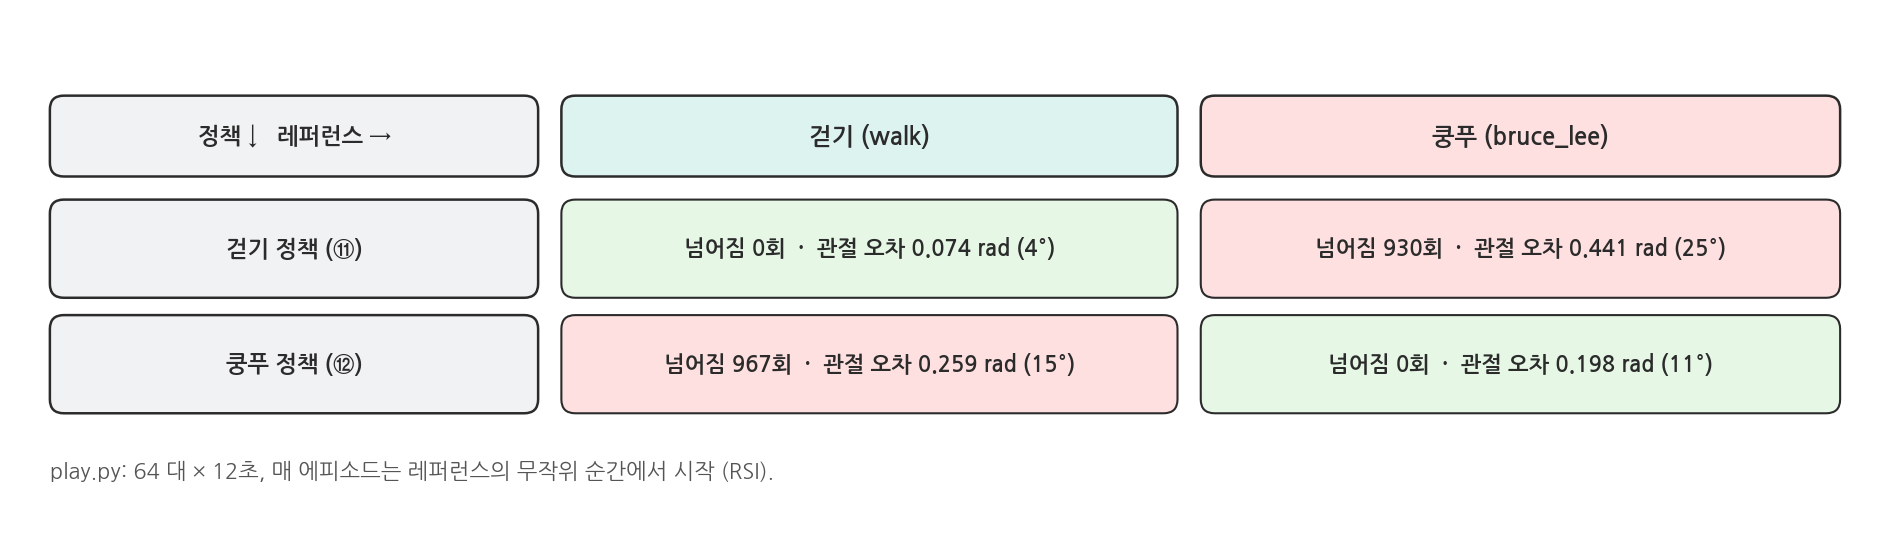 정책 ↓ 레퍼런스 →
걷기 (walk)
쿵푸 (bruce_lee)
걷기 정책 (⑪)
넘어짐 0회 · 관절 오차 0.074 rad (4°)
넘어짐 930회 · 관절 오차 0.441 rad (25°)
쿵푸 정책 (⑫)
넘어짐 967회 · 관절 오차 0.259 rad (15°)
넘어짐 0회 · 관절 오차 0.198 rad (11°)
play.py: 64 대 × 12초, 매 에피소드는 레퍼런스의 무작위 순간에서 시작 (RSI).